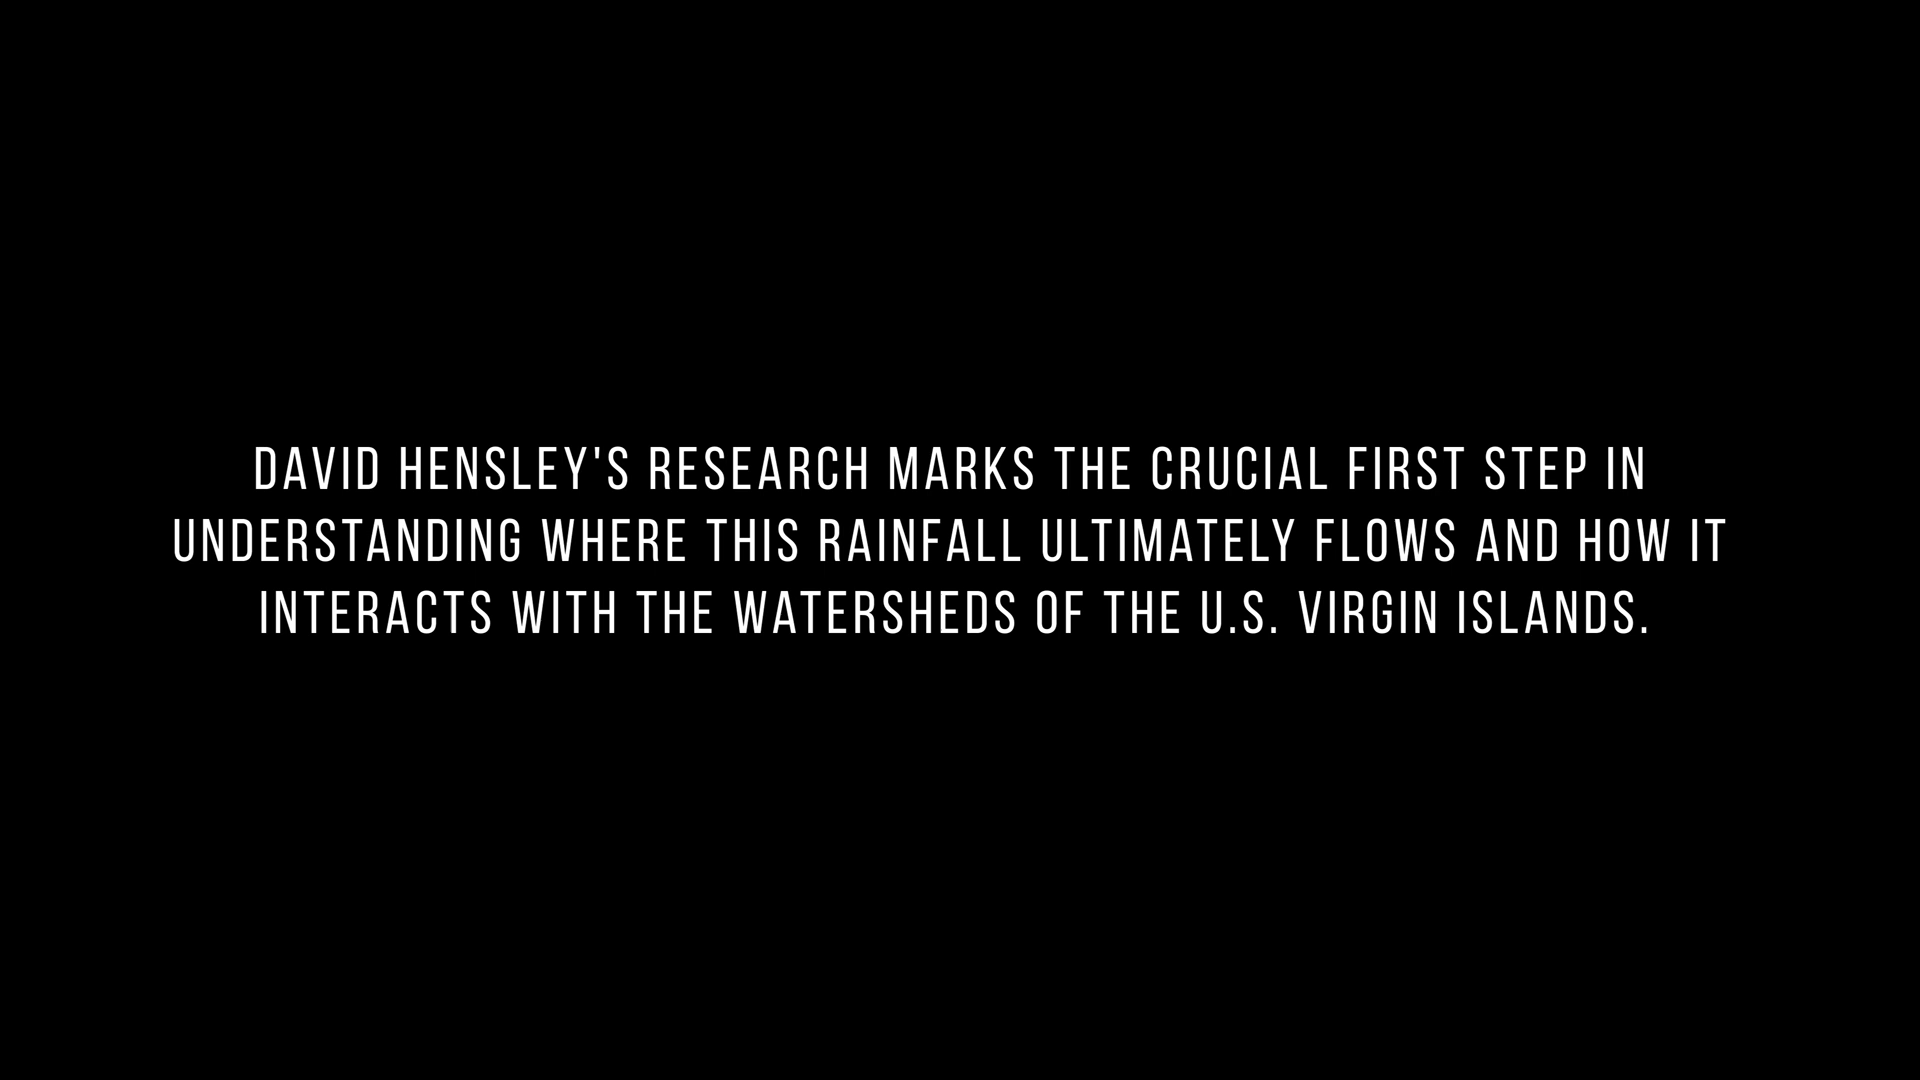 DAVID HENSLEY'S RESEARCH MARKS THE CRUCIAL FIRST STEP IN
UNDERSTANDING WHERE THIS RAINFALL ULTIMATELY FLOWS AND HOW IT
INTERACTS WITH THE WATERSHEDS OF THE U.S. VIRGIN ISLANDS.